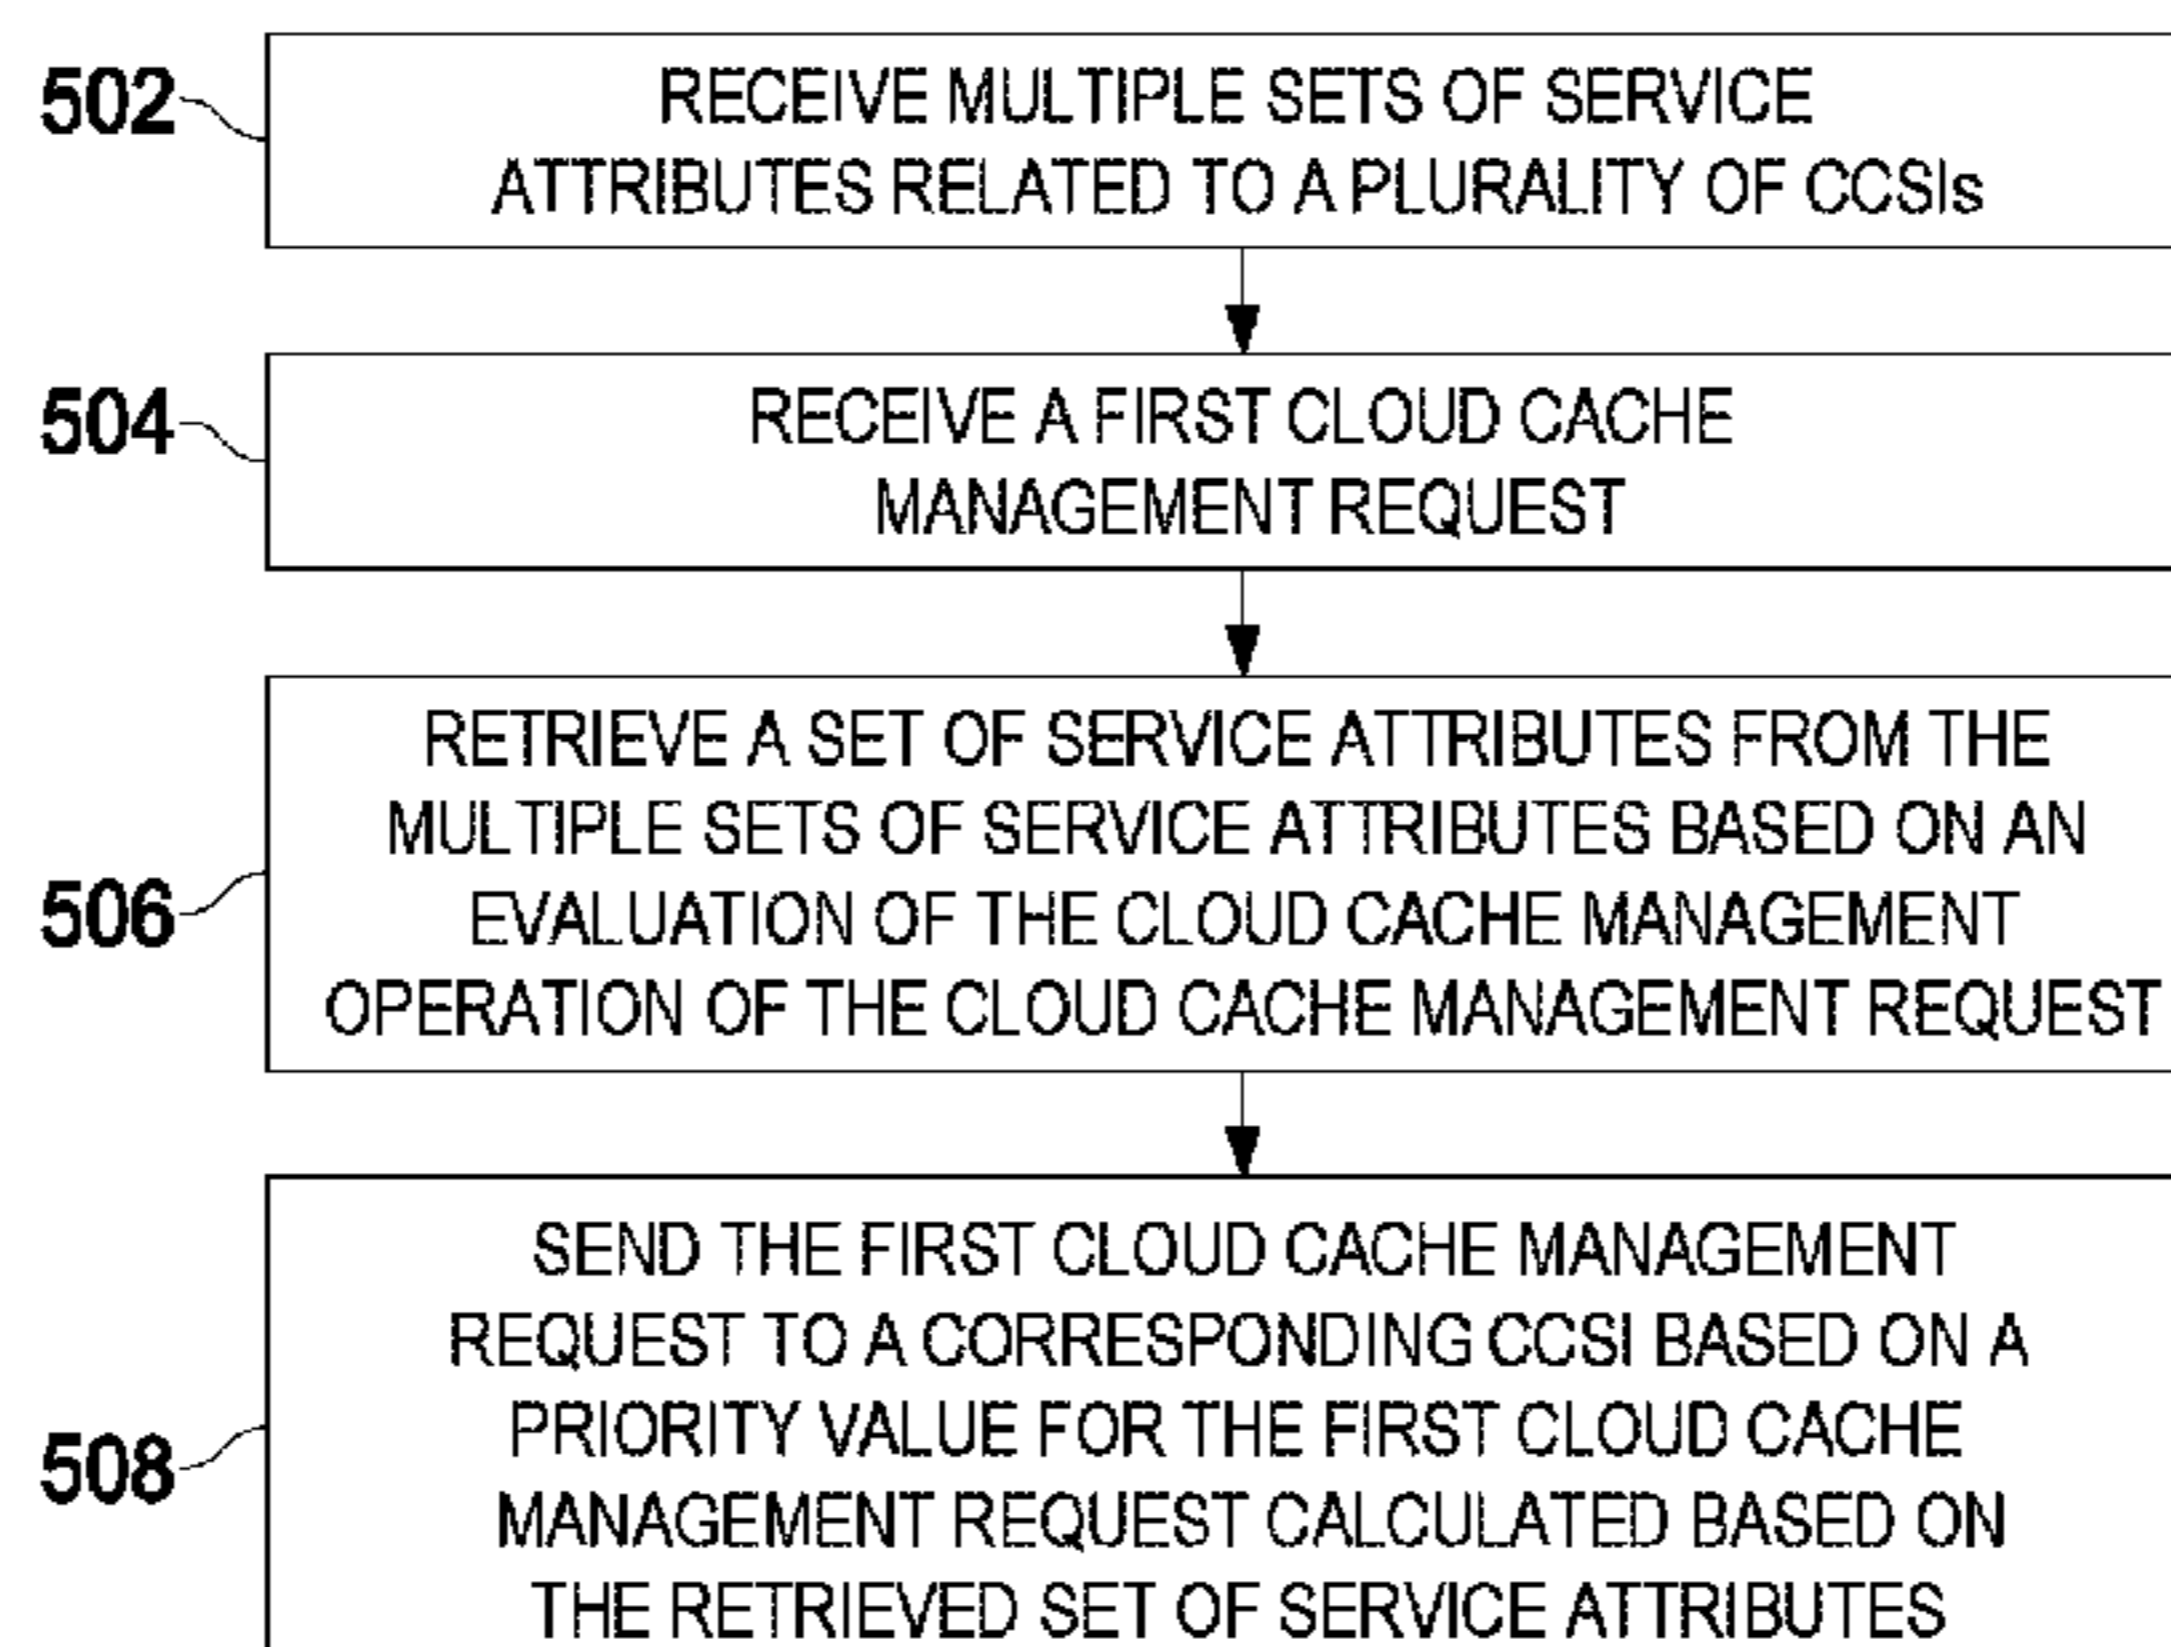 502
RECEIVE MULTIPLE SETS OF SERVICE
ATTRIBUTES RELATED TO A PLURALITY OF CCSIs
504
RECEIVE A FIRST CLOUD CACHE
MANAGEMENT REQUEST
506
RETRIEVE A SET OF SERVICE ATTRIBUTES FROM THE
MULTIPLE SETS OF SERVICE ATTRIBUTES BASED ON AN
EVALUATION OF THE CLOUD CACHE MANAGEMENT
OPERATION OF THE CLOUD CACHE MANAGEMENT REQUEST
508
SEND THE FIRST CLOUD CACHE MANAGEMENT
REQUEST TO A CORRESPONDING CCSI BASED ON A
PRIORITY VALUE FOR THE FIRST CLOUD CACHE
MANAGEMENT REQUEST CALCULATED BASED ON
THE RETRIEVED SET OF SERVICE ATTRIBUTES